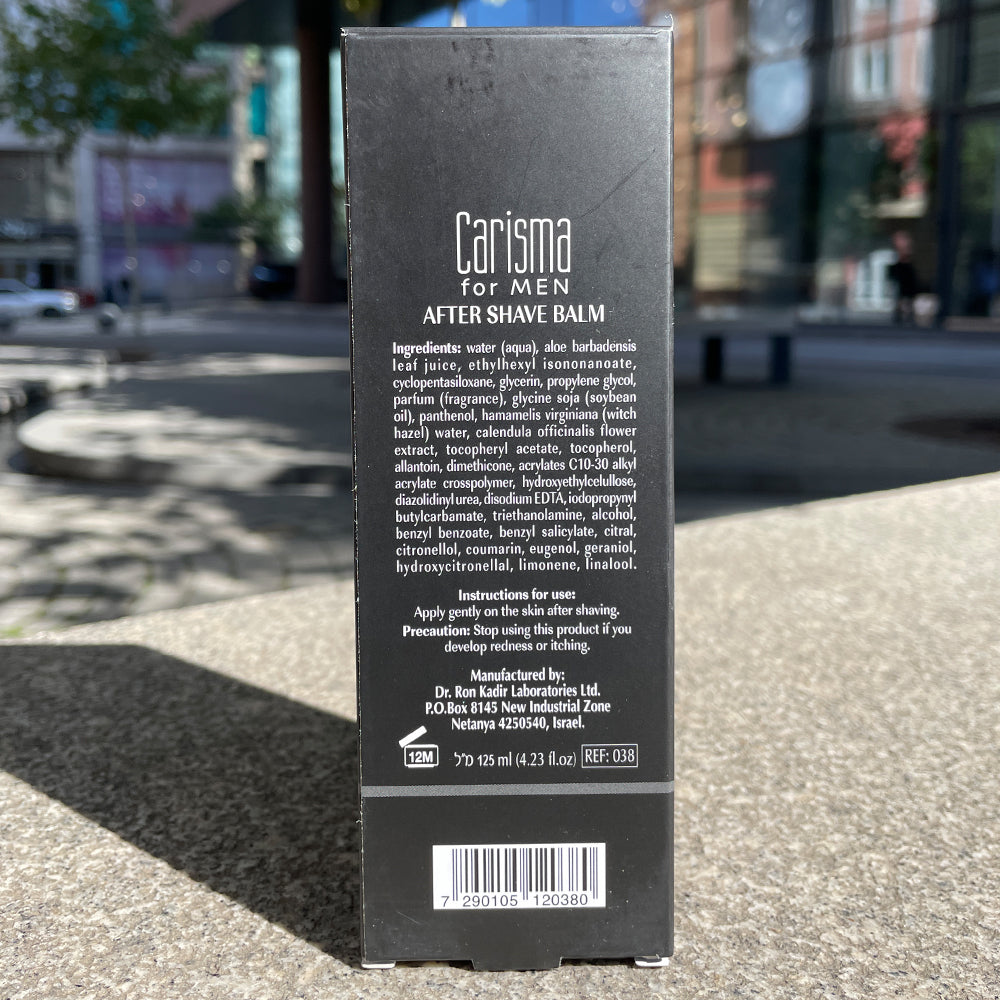 Carisma
for MEN
AFTER SHAVE BALM
Ingredients: water (aqua), aloe barbadensis
leaf juice, ethylhexyl isononanoate,
cyclopentasiloxane, glycerin, propylene glycol,
parfum (fragrance), glycine soja (soybean
oil), panthenol, hamamelis virginiana (witch
hazel) water, calendula officinalis flower
extract, tocopheryl acetate, tocopherol,
allantoin, dimethicone, acrylates C10-30 alkyl
acrylate crosspolymer, hydroxyethylcellulose,
diazolidinyl urea, disodium EDTA, iodopropynyl
butylcarbamate, triethanolamine, alcohol,
benzyl benzoate, benzyl salicylate, citral,
citronellol, coumarin, eugenol, geraniol,
hydroxycitronellal, limonene, linalool.
Instructions for use:
Apply gently on the skin after shaving.
Precaution: Stop using this product if you
develop redness or itching.
Manufactured by:
Dr. Ron Kadir Laboratories Ltd.
P.O.Box 8145 New Industrial Zone
Netanya 4250540, Israel.
12M מ"ל 125 ml (4.23 fl.oz) REF: 038
7 290105 120380